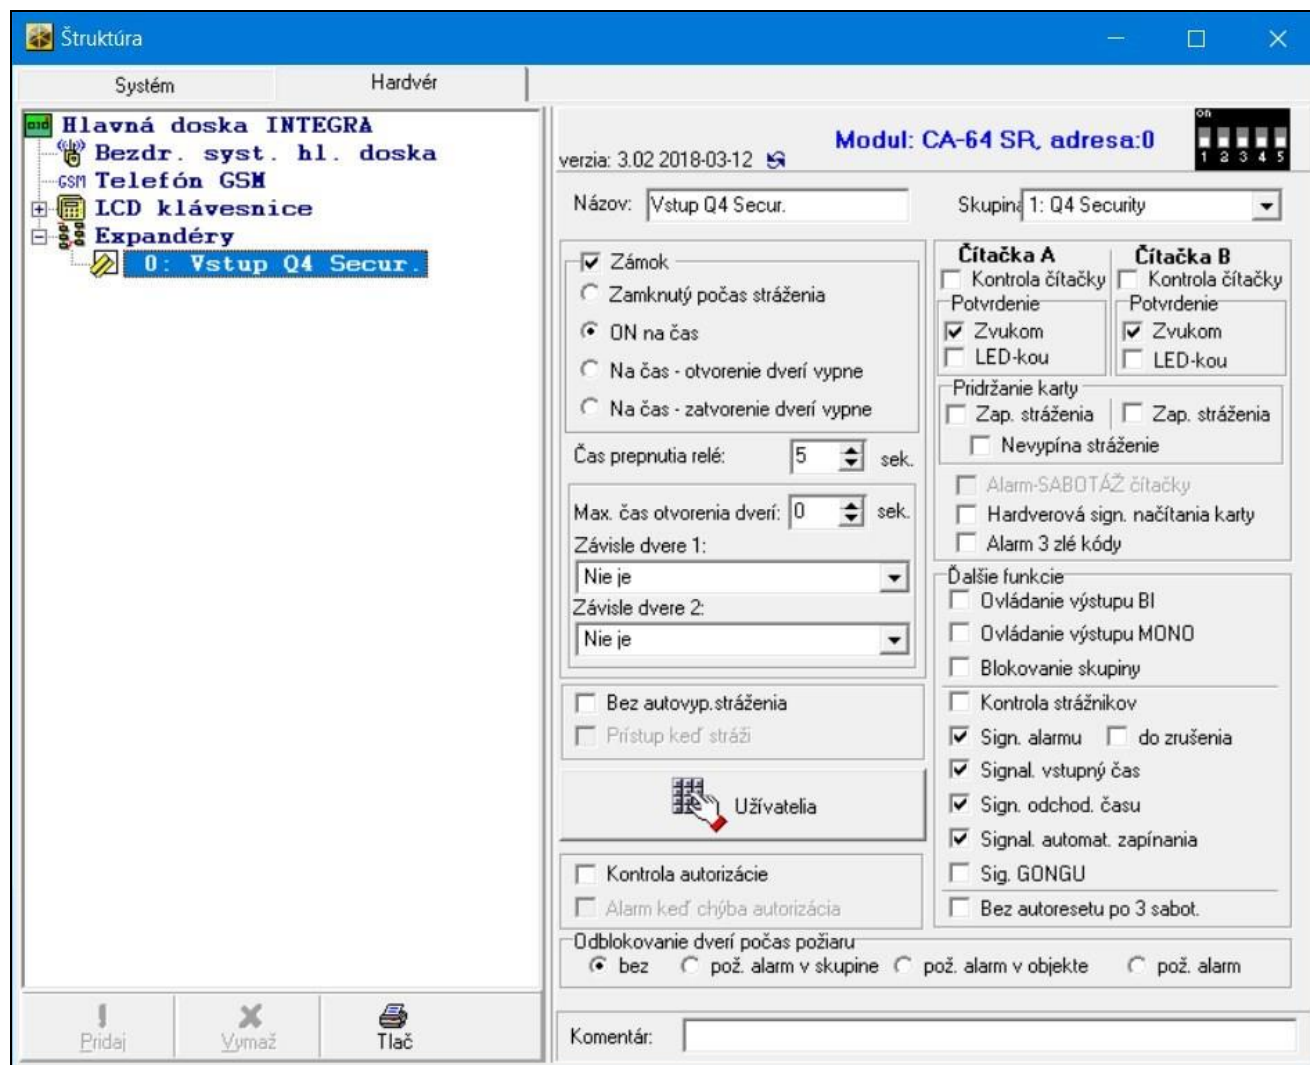 Štruktúra
Systém
Hardvér
Hlavná doska INTEGRA
Bezdr. syst. hl. doska
GSM Telefón GSM
LCD klávesnice
Expandéry
0: Vstup Q4 Secur.
Pridaj
Vymaž
Tlač
verzia: 3.02 2018-03-12
Modul: CA-64 SR, adresa:0
on
1 2 3 4 5
Názov: Vstup Q4 Secur.
Skupina 1: Q4 Security
Zámok
Zamknutý počas stráženia
ON na čas
Na čas - otvorenie dverí vypne
Na čas - zatvorenie dverí vypne
Čas prepnutia relé: 5 sek.
Max. čas otvorenia dverí: 0 sek.
Závisle dvere 1:
Nie je
Závisle dvere 2:
Nie je
Bez autovyp.stráženia
Prístup keď stráži
Užívatelia
Kontrola autorizácie
Alarm keď chýba autorizácia
Čítačka A Čítačka B
Kontrola čítačky Kontrola čítačky
Potvrdenie Potvrdenie
Zvukom Zvukom
LED-kou LED-kou
Pridržanie karty
Zap. stráženia Zap. stráženia
Nevypína stráženie
Alarm-SABOTÁŽ čítačky
Hardverová sign. načítania karty
Alarm 3 zlé kódy
Ďalšie funkcie
Ovládanie výstupu BI
Ovládanie výstupu MONO
Blokovanie skupiny
Kontrola strážnikov
Sign. alarmu do zrušenia
Signal. vstupný čas
Sign. odchod. času
Signal. automat. zapínania
Sig. GONGU
Bez autoresetu po 3 sabot.
Odblokovanie dverí počas požiaru
bez pož. alarm v skupine pož. alarm v objekte pož. alarm
Komentár: